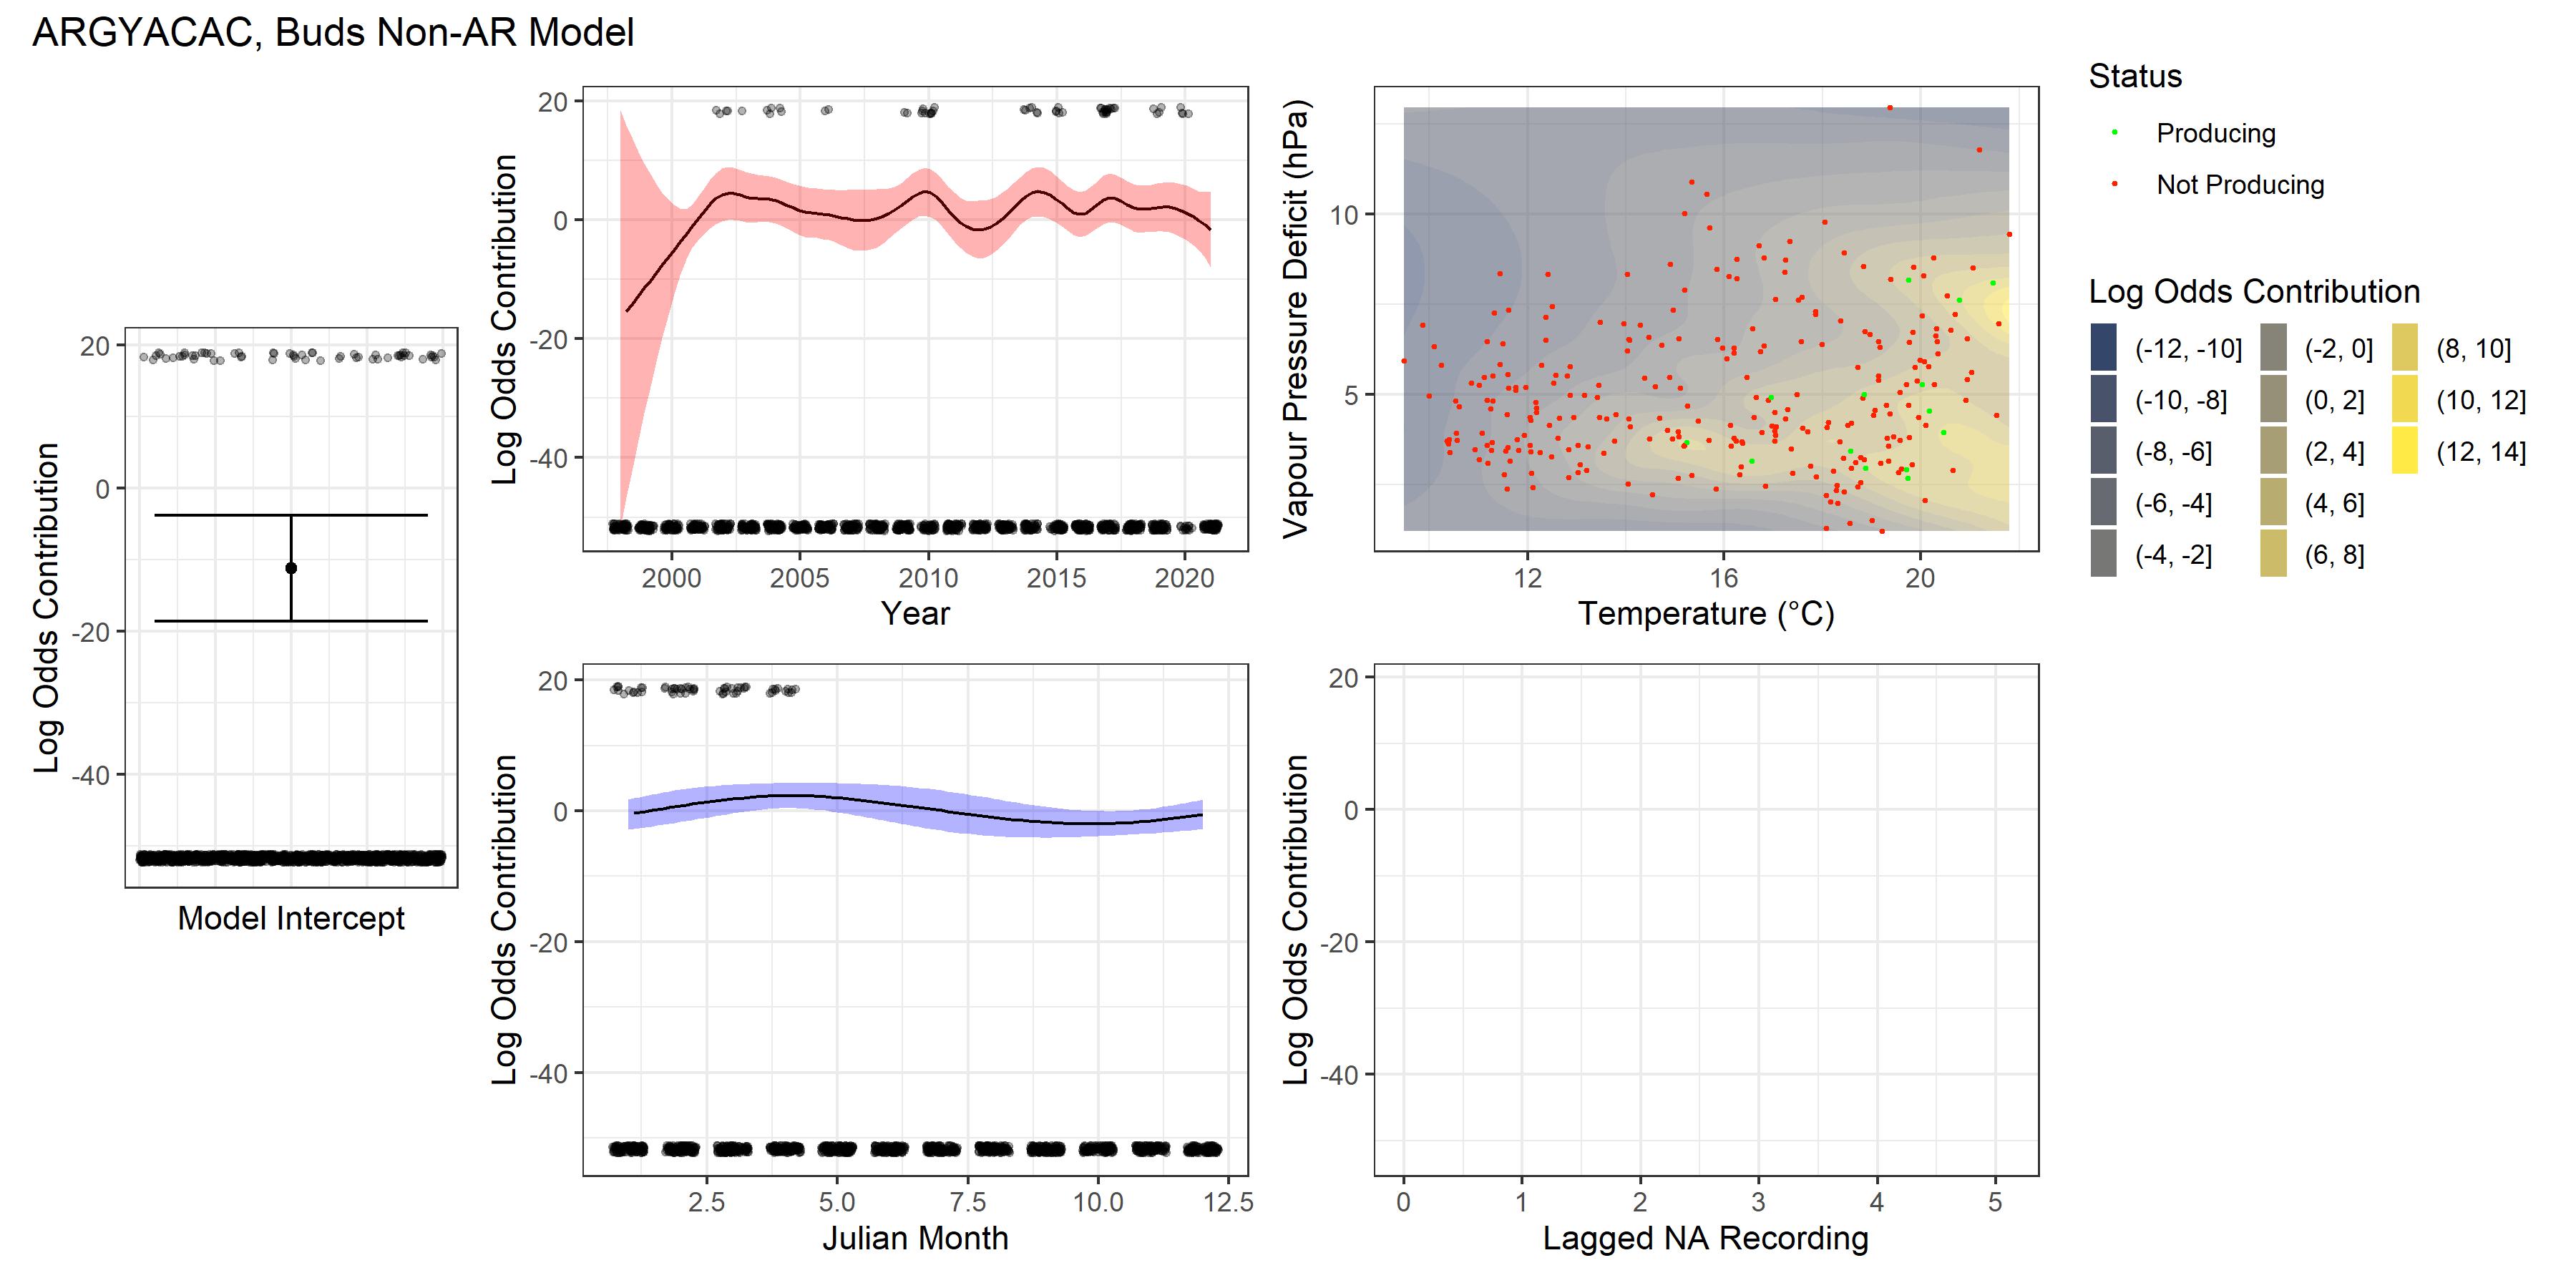 ARGYACAC, Buds Non-AR Model
Log Odds Contribution
20
0
-20
-40
Model Intercept
Log Odds Contribution
20
0
-20
-40
2000 2005 2010 2015 2020
Year
Vapour Pressure Deficit (hPa)
10
5
12 16 20
Temperature (°C)
Status
Producing
Not Producing
Log Odds Contribution
(-12, -10] (-2, 0] (8, 10]
(-10, -8] (0, 2] (10, 12]
(-8, -6] (2, 4] (12, 14]
(-6, -4] (4, 6]
(-4, -2] (6, 8]
Log Odds Contribution
20
0
-20
-40
2.5 5.0 7.5 10.0 12.5
Julian Month
Log Odds Contribution
20
0
-20
-40
0 1 2 3 4 5
Lagged NA Recording